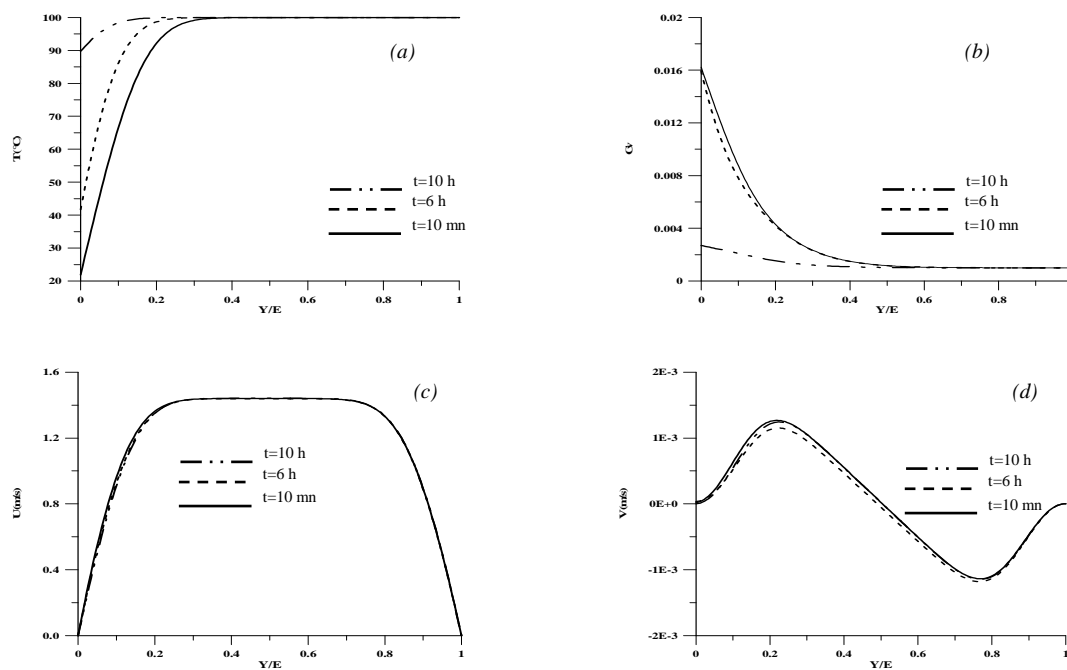 100
90
80
70
60
50
40
30
20
T(°C)
0
0.2
0.4
0.6
0.8
1
Y/E
(a)
t=10 h
t=6 h
t=10 mn
0.02
0.016
0.012
0.008
0.004
0
Cv
0
0.2
0.4
0.6
0.8
Y/E
(b)
t=10 h
t=6 h
t=10 mn
1.6
1.2
0.8
0.4
0.0
U(m/s)
0
0.2
0.4
0.6
0.8
1
Y/E
(c)
t=10 h
t=6 h
t=10 mn
2E-3
1E-3
0E+0
-1E-3
-2E-3
V(m/s)
0
0.2
0.4
0.6
0.8
1
Y/E
(d)
t=10 h
t=6 h
t=10 mn